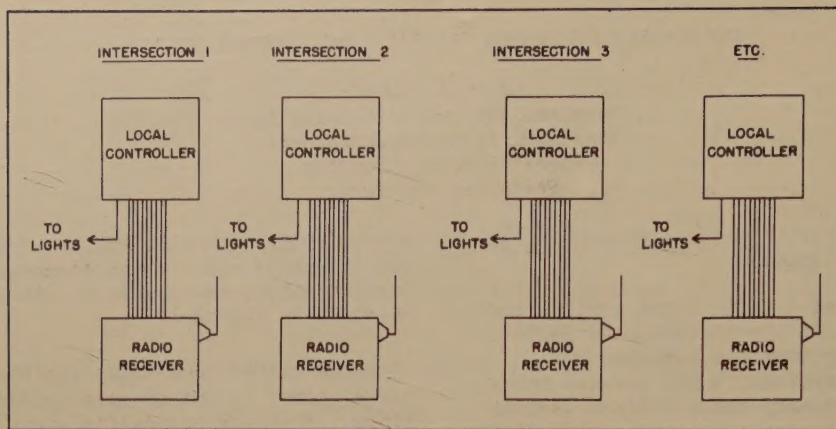 INTERSECTION 1 INTERSECTION 2 INTERSECTION 3 ETC.
LOCAL CONTROLLER
LOCAL CONTROLLER
LOCAL CONTROLLER
LOCAL CONTROLLER
TO LIGHTS
TO LIGHTS
TO LIGHTS
TO LIGHTS
RADIO RECEIVER
RADIO RECEIVER
RADIO RECEIVER
RADIO RECEIVER